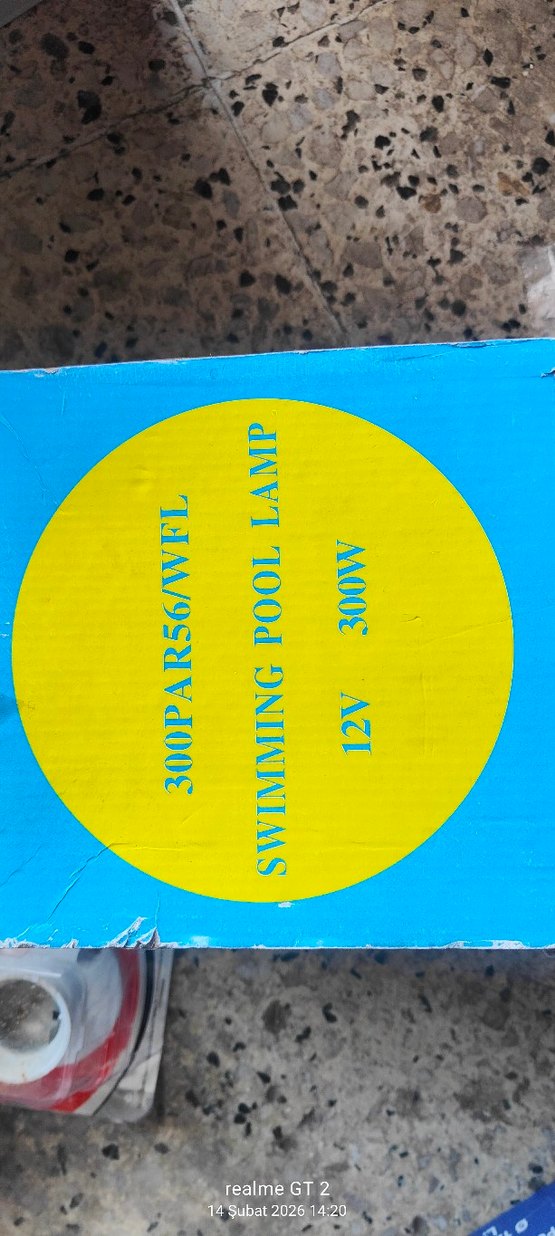 300PAR56/WFL
SWIMMING POOL LAMP
12V 300W
realme GT 2
14 Şubat 2026 14:20